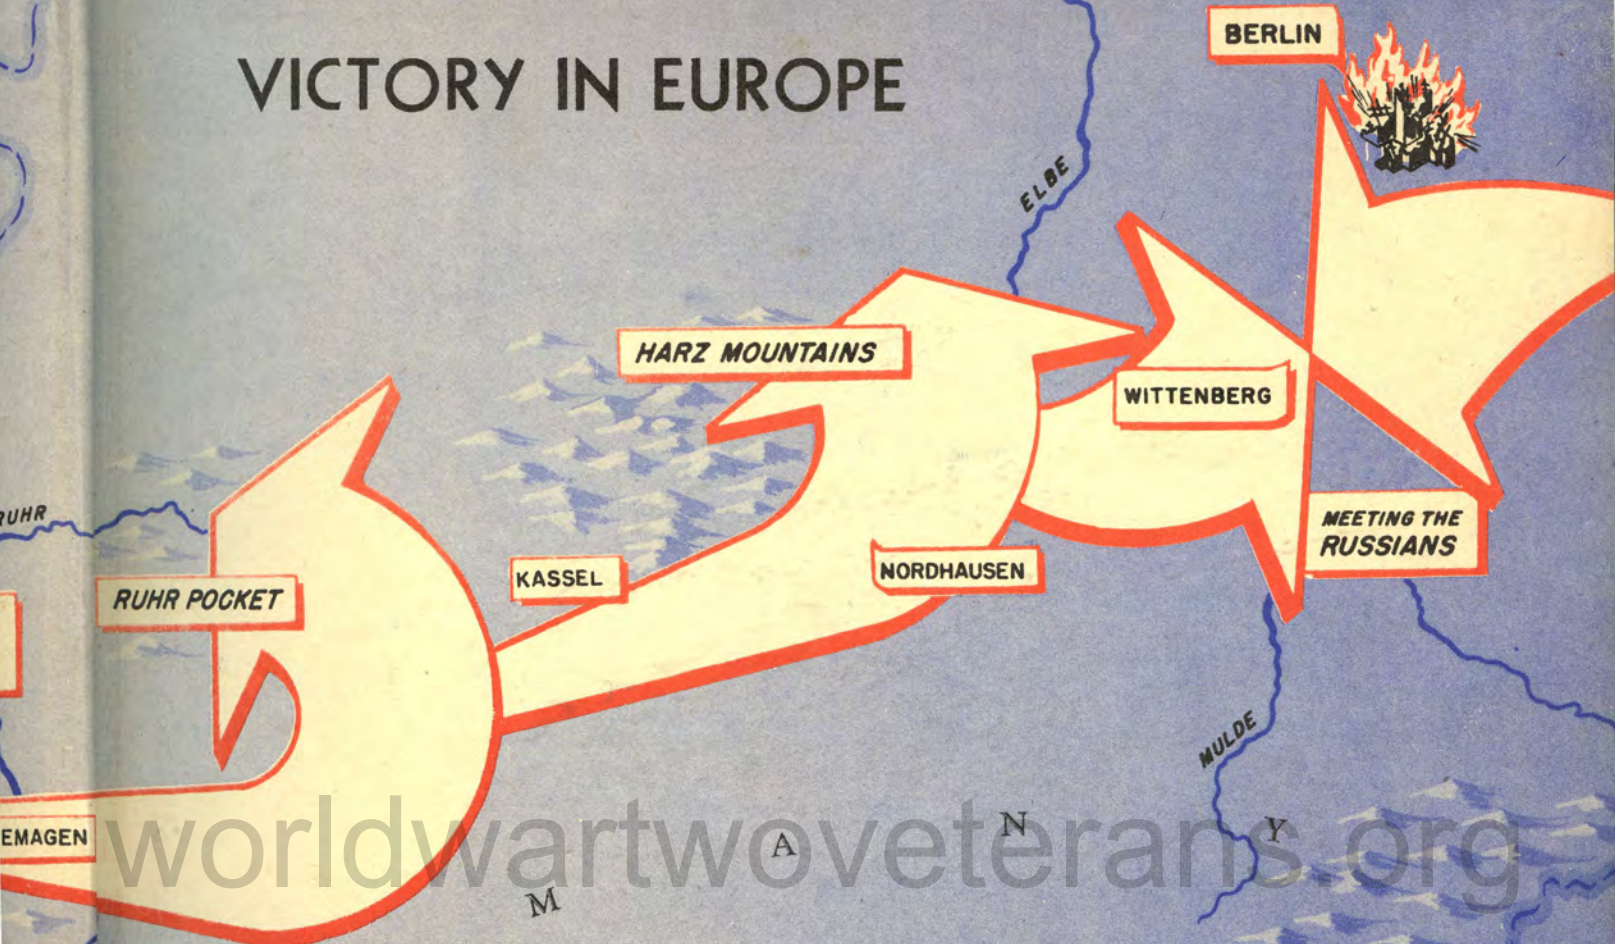 VICTORY IN EUROPE
BERLIN
ELBE
HARZ MOUNTAINS
WITTENBERG
RUHR
MEETING THE
RUSSIANS
KASSEL
NORDHAUSEN
RUHR POCKET
MULDE
EMAGEN
M A N Y
worldwartwoveterans.org